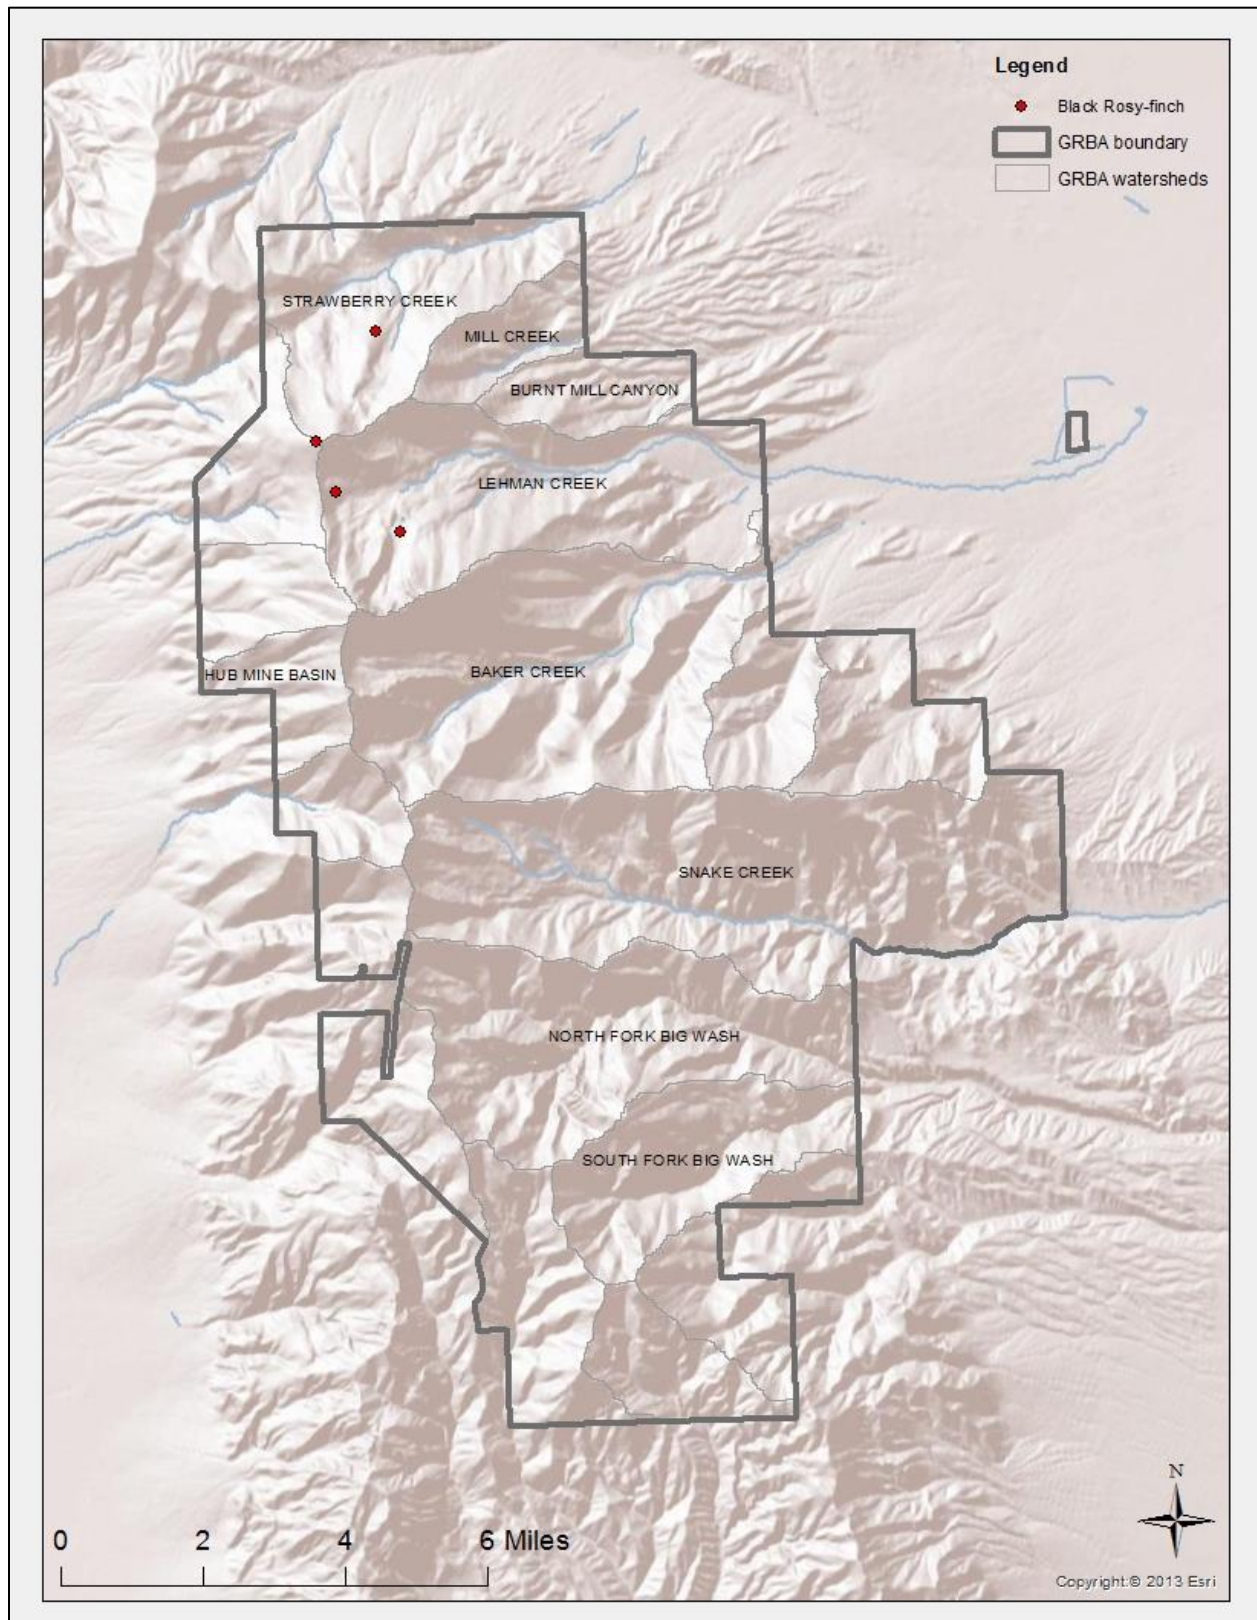 Legend
Black Rosy-finch
GRBA boundary
GRBA watersheds
STRAWBERRY CREEK
MILL CREEK
BURNT MILL CANYON
LEHMAN CREEK
HUB MINE BASIN
BAKER CREEK
SNAKE CREEK
NORTH FORK BIG WASH
SOUTH FORK BIG WASH
N
0 2 4 6 Miles
Copyright:© 2013 Esri